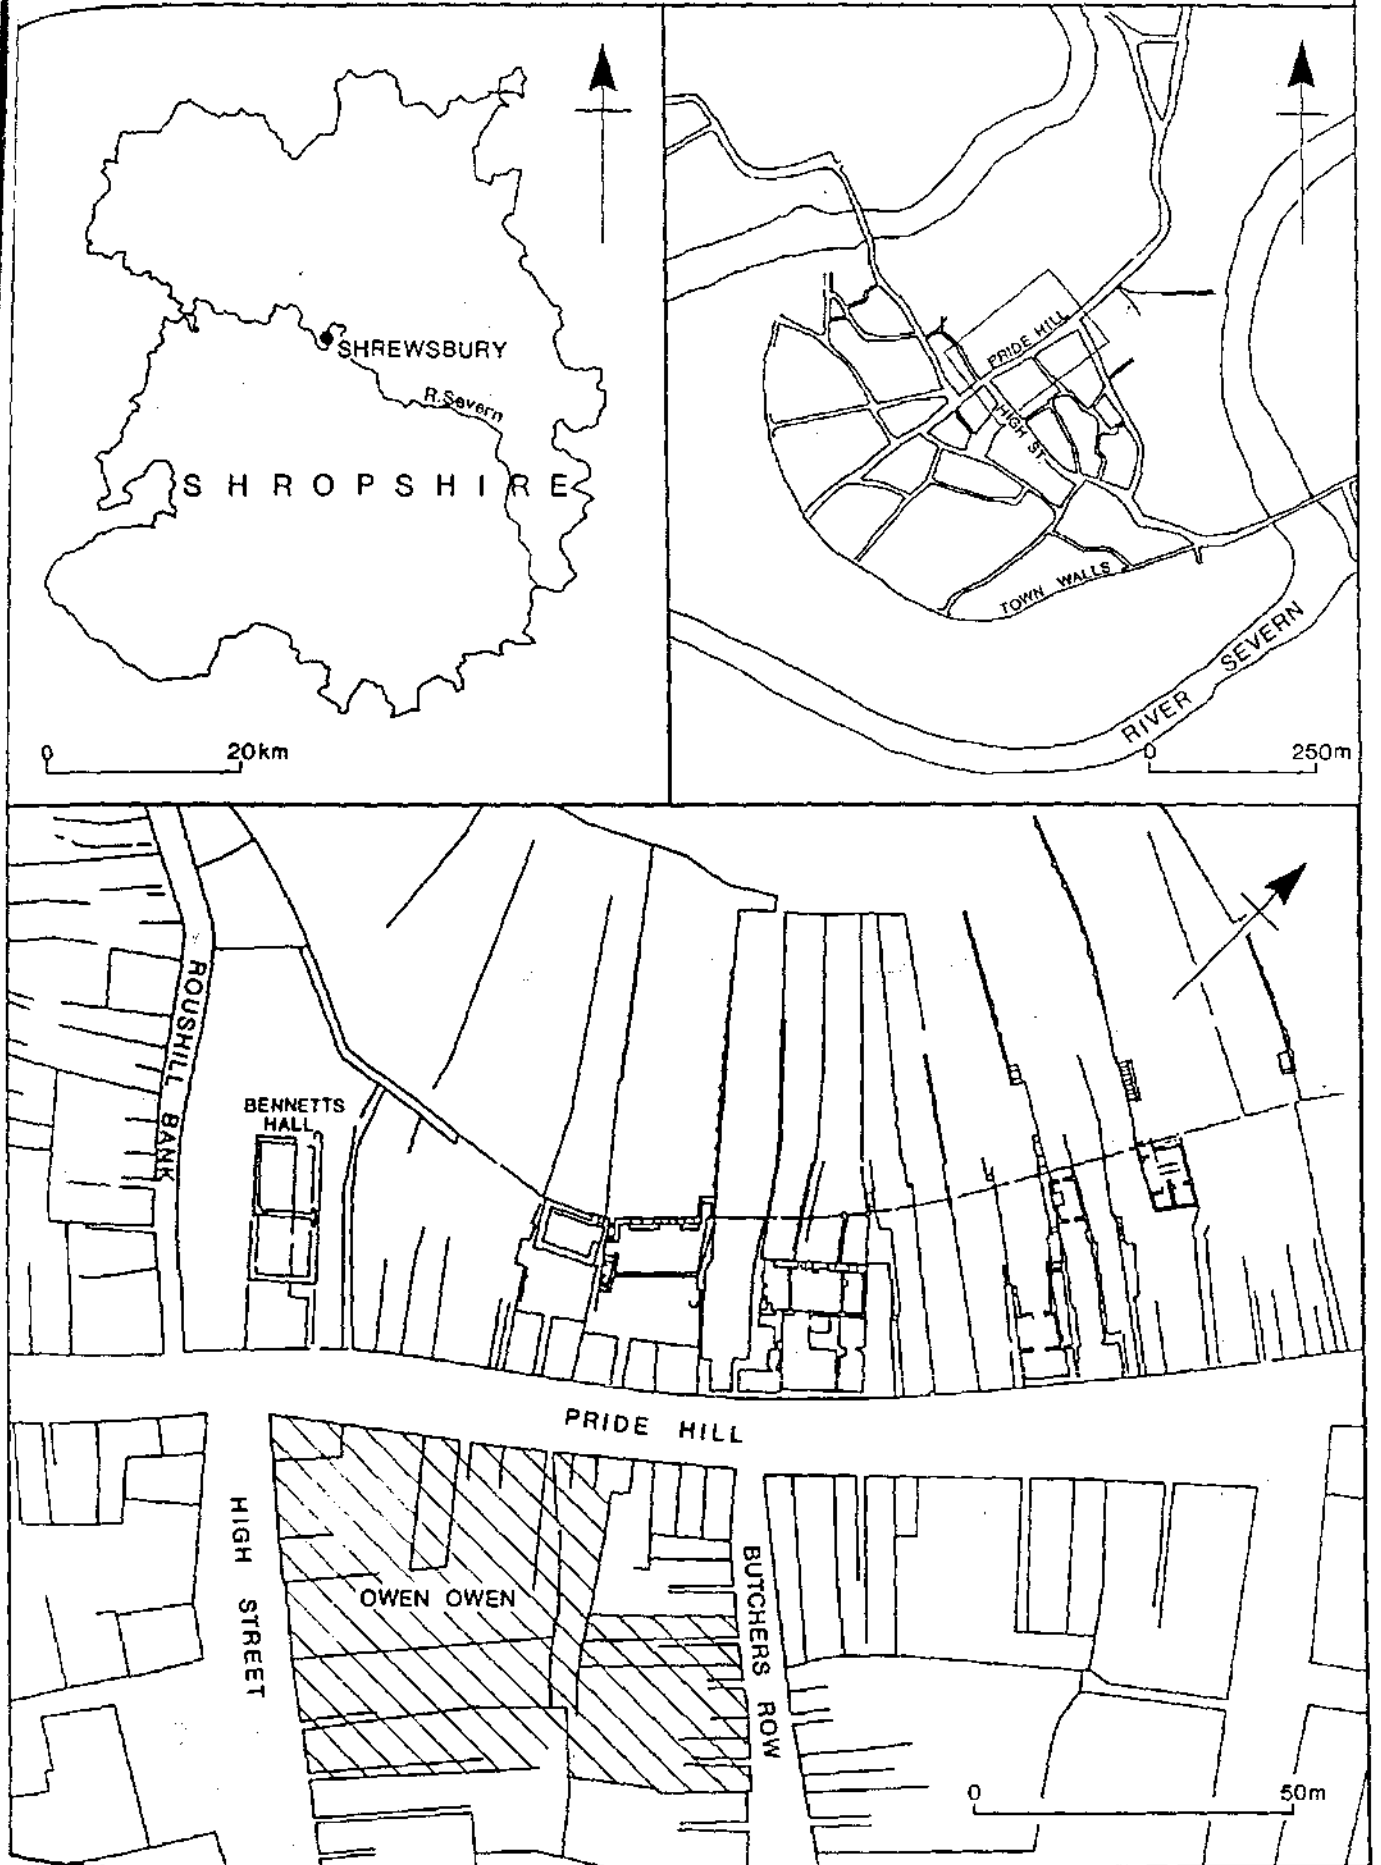 SHREWSBURY
R.Severn
SHROPSHIRE
0 20km
PRIDE HILL
HIGH ST.
TOWN WALLS
RIVER SEVERN
0 250m
ROUSHILL BANK
BENNETTS
HALL
PRIDE HILL
HIGH STREET
OWEN OWEN
BUTCHERS ROW
0 50m